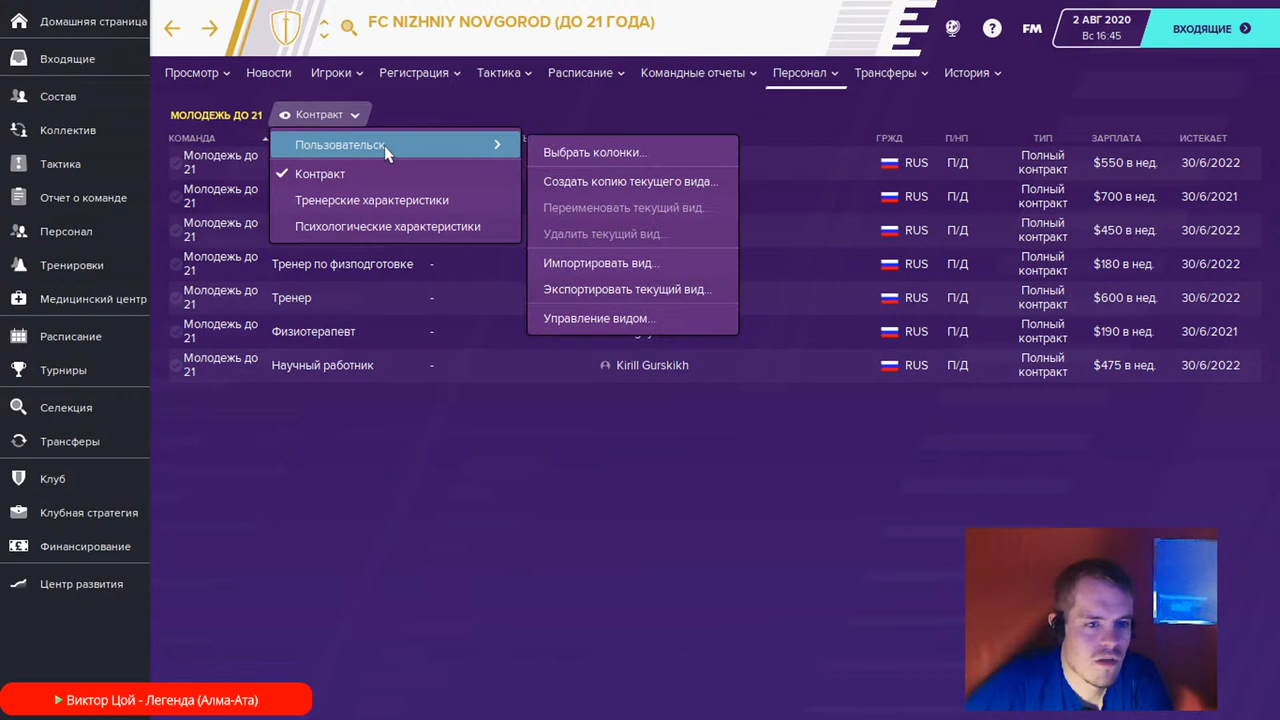 Домашняя страница
Входящие
Состав
Коллектив
Тактика
Отчет о команде
Персонал
Тренировки
Медицинский центр
Расписание
Турниры
Селекция
Трансферы
Клуб
Клубная стратегия
Финансирование
Центр развития
FC NIZHNIY NOVGOROD (ДО 21 ГОДА)
?
FM
2 АВГ 2020
Вс 16:45
ВХОДЯЩИЕ
Просмотр Новости Игроки Регистрация Тактика Расписание Командные отчеты Персонал Трансферы История
МОЛОДЕЖЬ ДО 21 Контракт
КОМАНДА ГРЖД П/НП ТИП ЗАРПЛАТА ИСТЕКАЕТ
Пользовательск
Контракт
Тренерские характеристики
Психологические характеристики
Выбрать колонки...
Создать копию текущего вида...
Переименовать текущий вид...
Удалить текущий вид...
Импортировать вид...
Экспортировать текущий вид...
Управление видом...
Молодежь до 21 RUS П/Д Полный контракт $550 в нед. 30/6/2022
Молодежь до 21 RUS П/Д Полный контракт $700 в нед. 30/6/2021
Молодежь до 21 RUS П/Д Полный контракт $450 в нед. 30/6/2022
Молодежь до 21 Тренер по физподготовке - RUS П/Д Полный контракт $180 в нед. 30/6/2022
Молодежь до 21 Тренер - RUS П/Д Полный контракт $600 в нед. 30/6/2022
Молодежь до 21 Физиотерапевт - RUS П/Д Полный контракт $190 в нед. 30/6/2021
Молодежь до 21 Научный работник - Kirill Gurskikh RUS П/Д Полный контракт $475 в нед. 30/6/2022
Виктор Цой - Легенда (Алма-Ата)